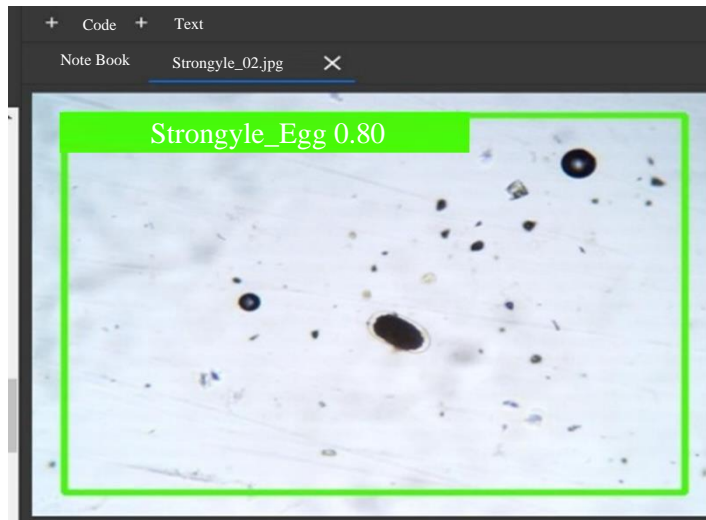 + Code + Text
Note Book Strongyle_02.jpg ✕
Strongyle_Egg 0.80